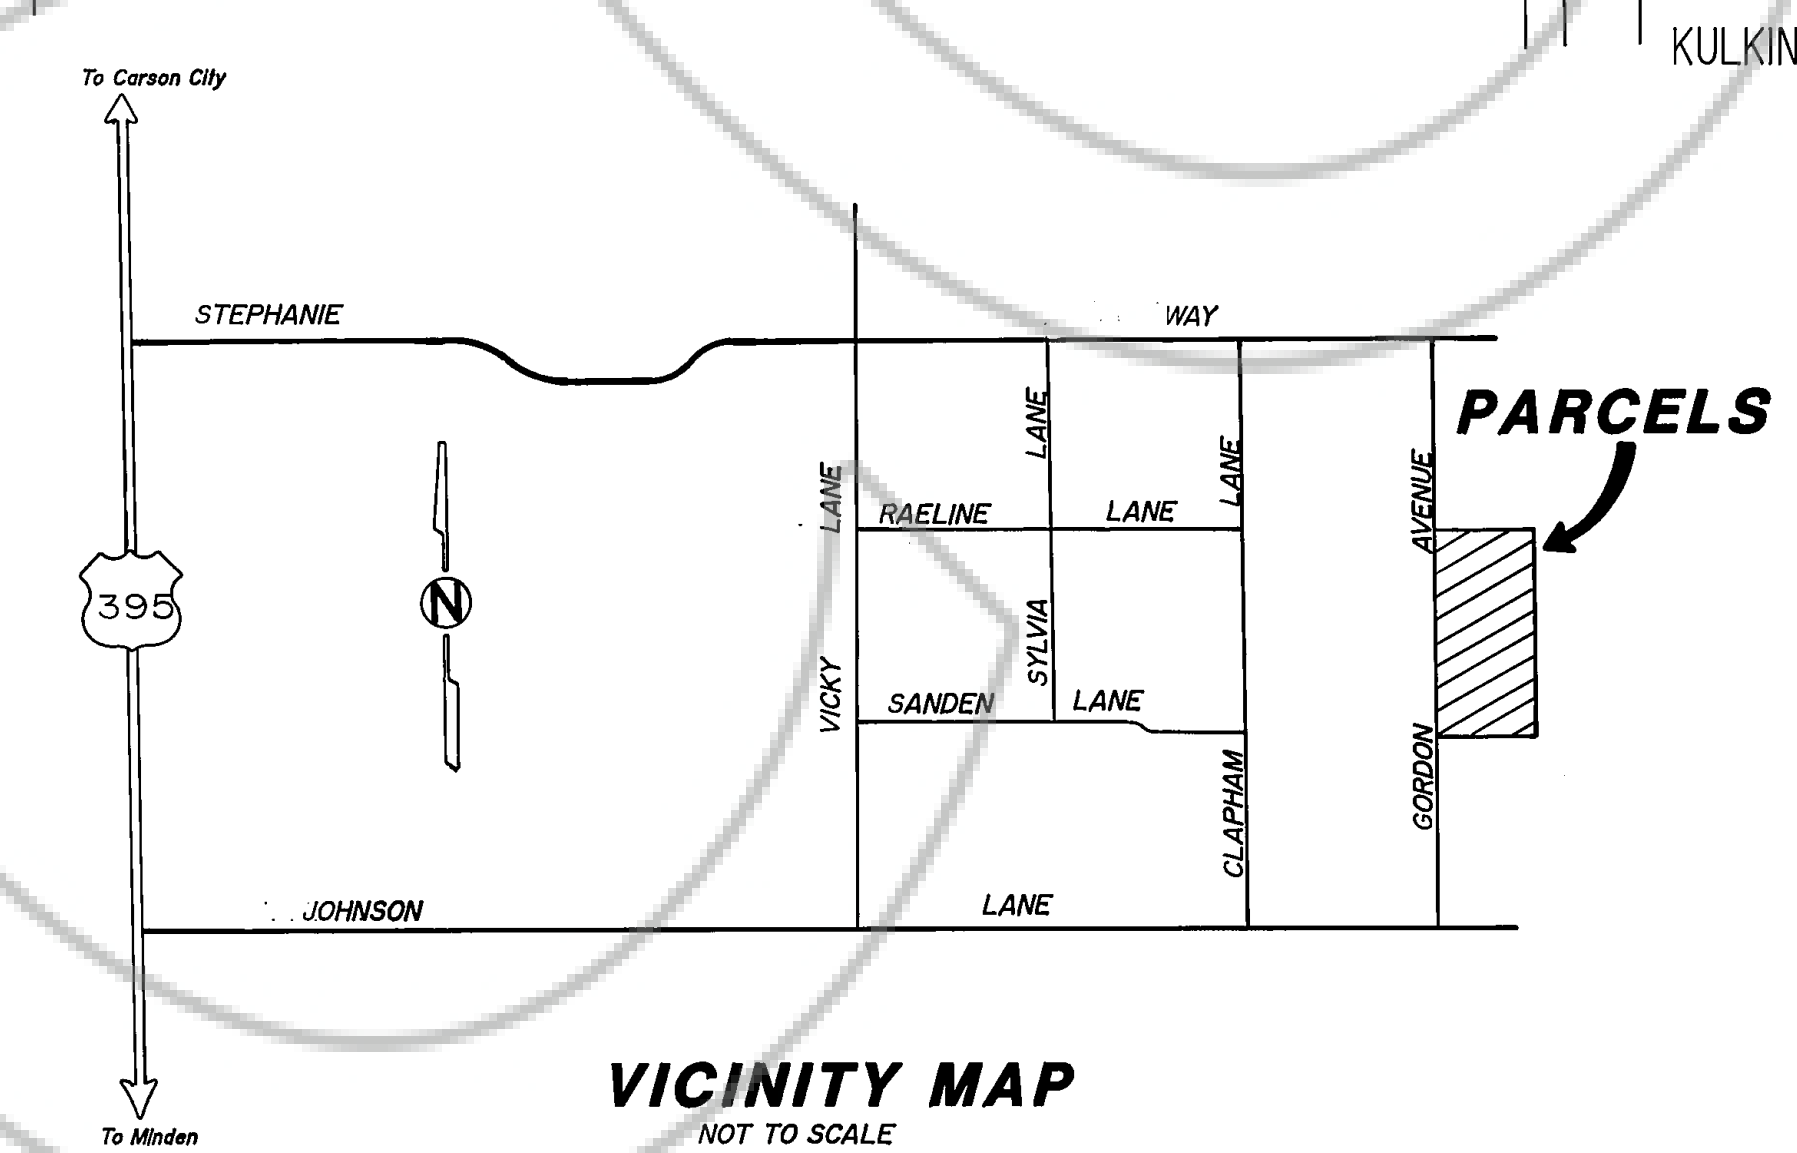 KULKIN
To Carson City
STEPHANIE WAY
PARCELS
LANE
LANE
LANE
AVENUE
RAELINE LANE
395
N
SYLVIA
VICKY
SANDEN LANE
GORDON
CLAPHAM
JOHNSON LANE
VICINITY MAP
NOT TO SCALE
To Minden